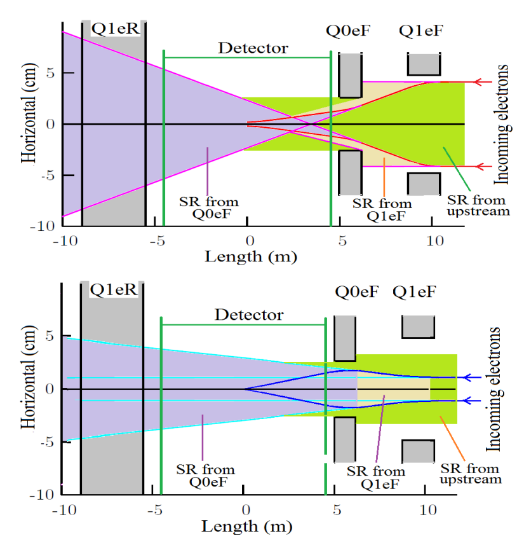 Q1eR
Q0eF
Q1eF
Detector
Horizontal (cm)
5
0
-5
-10
SR from
Q0eF
SR from
Q1eF
SR from
upstream
Incoming electrons
-10
-5
0
5
10
Length (m)
Q1eR
Q0eF
Q1eF
Detector
Horizontal (cm)
5
0
-5
-10
SR from
Q0eF
SR from
Q1eF
SR from
upstream
Incoming electrons
-10
-5
0
5
10
Length (m)